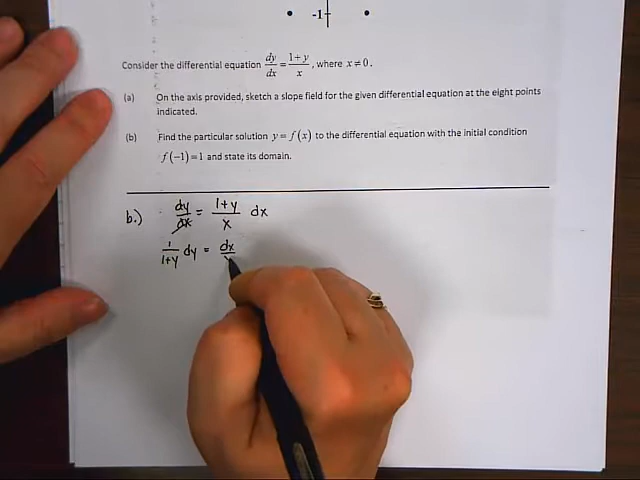 -1
Consider the differential equation dy/dx = 1+y/x, where x≠0.
(a) On the axis provided, sketch a slope field for the given differential equation at the eight points
indicated.
(b) Find the particular solution y = f(x) to the differential equation with the initial condition
f(−1) = 1 and state its domain.
b.) dy/dx = 1+y/x dx
1/1+y dy = dx/